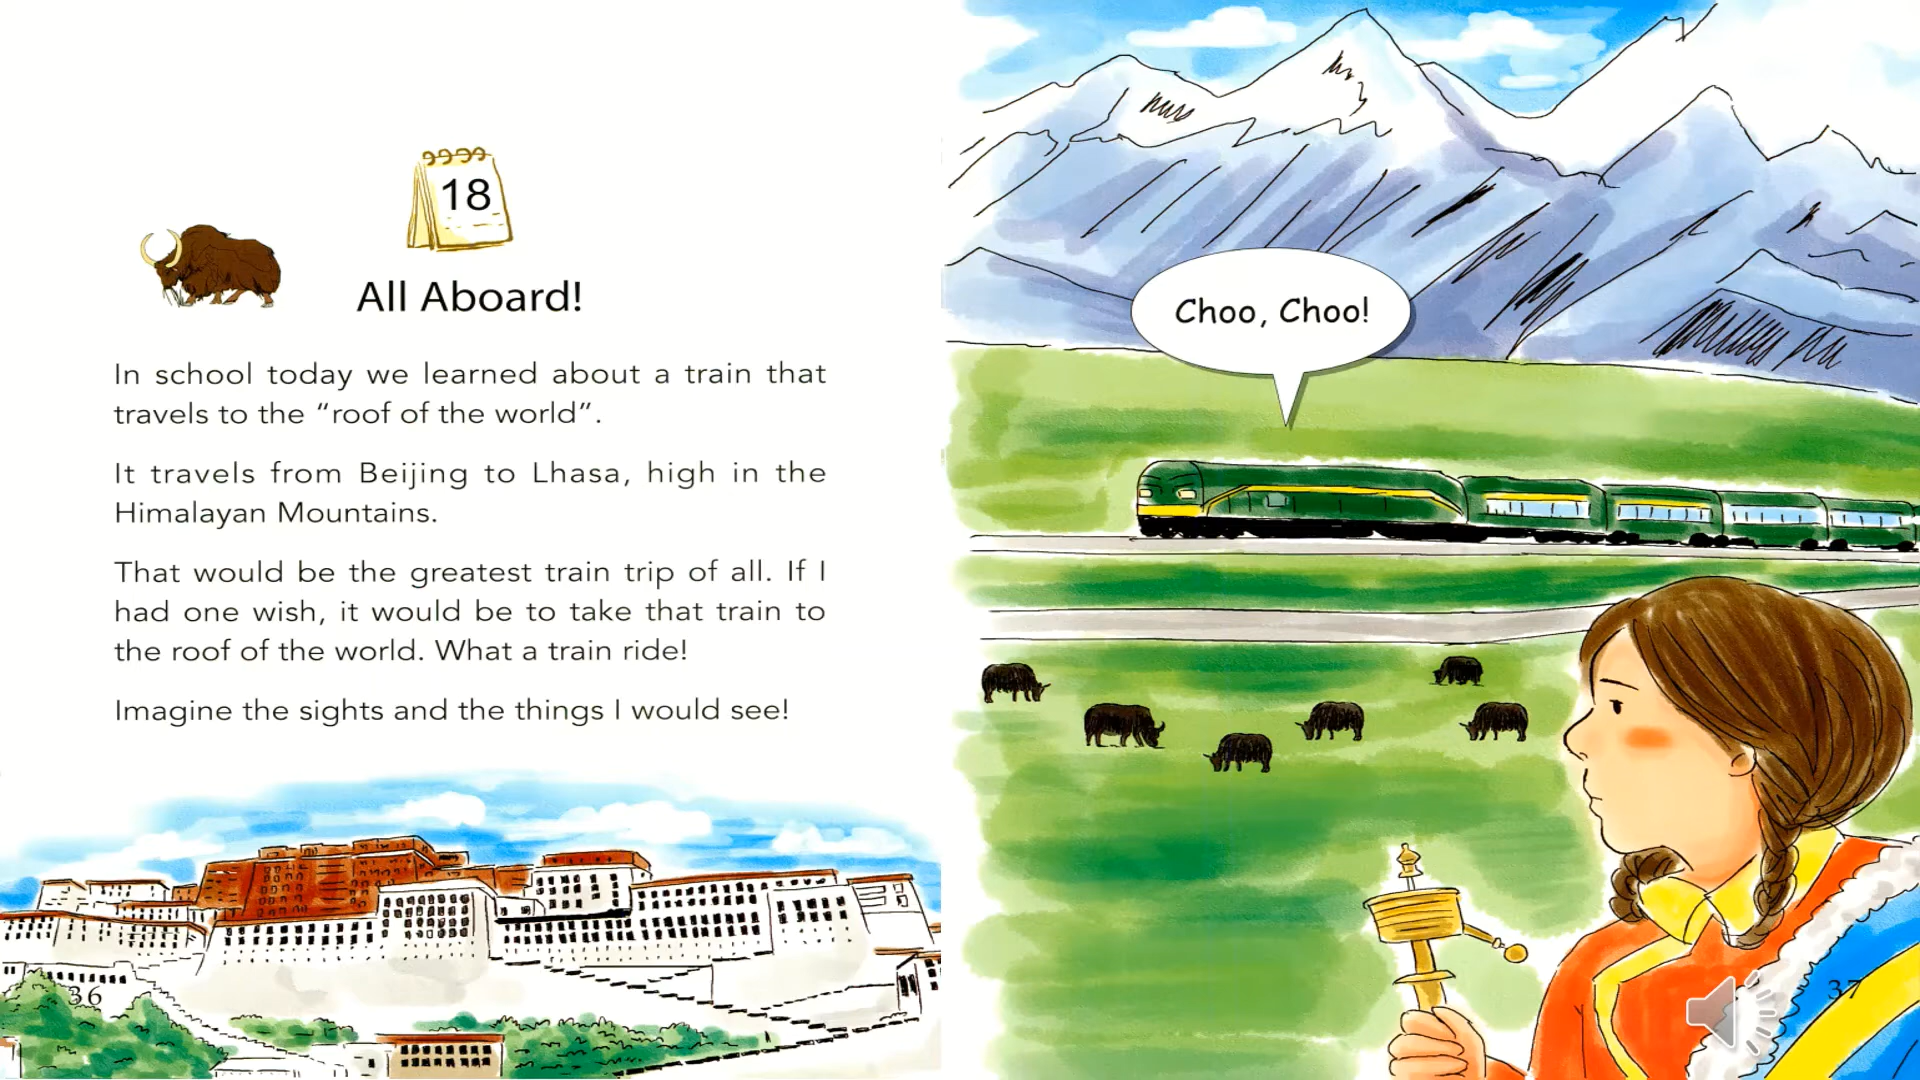 18
All Aboard!
In school today we learned about a train that
travels to the “roof of the world”.
It travels from Beijing to Lhasa, high in the
Himalayan Mountains.
That would be the greatest train trip of all. If I
had one wish, it would be to take that train to
the roof of the world. What a train ride!
Imagine the sights and the things I would see!
36
Choo, Choo!
37